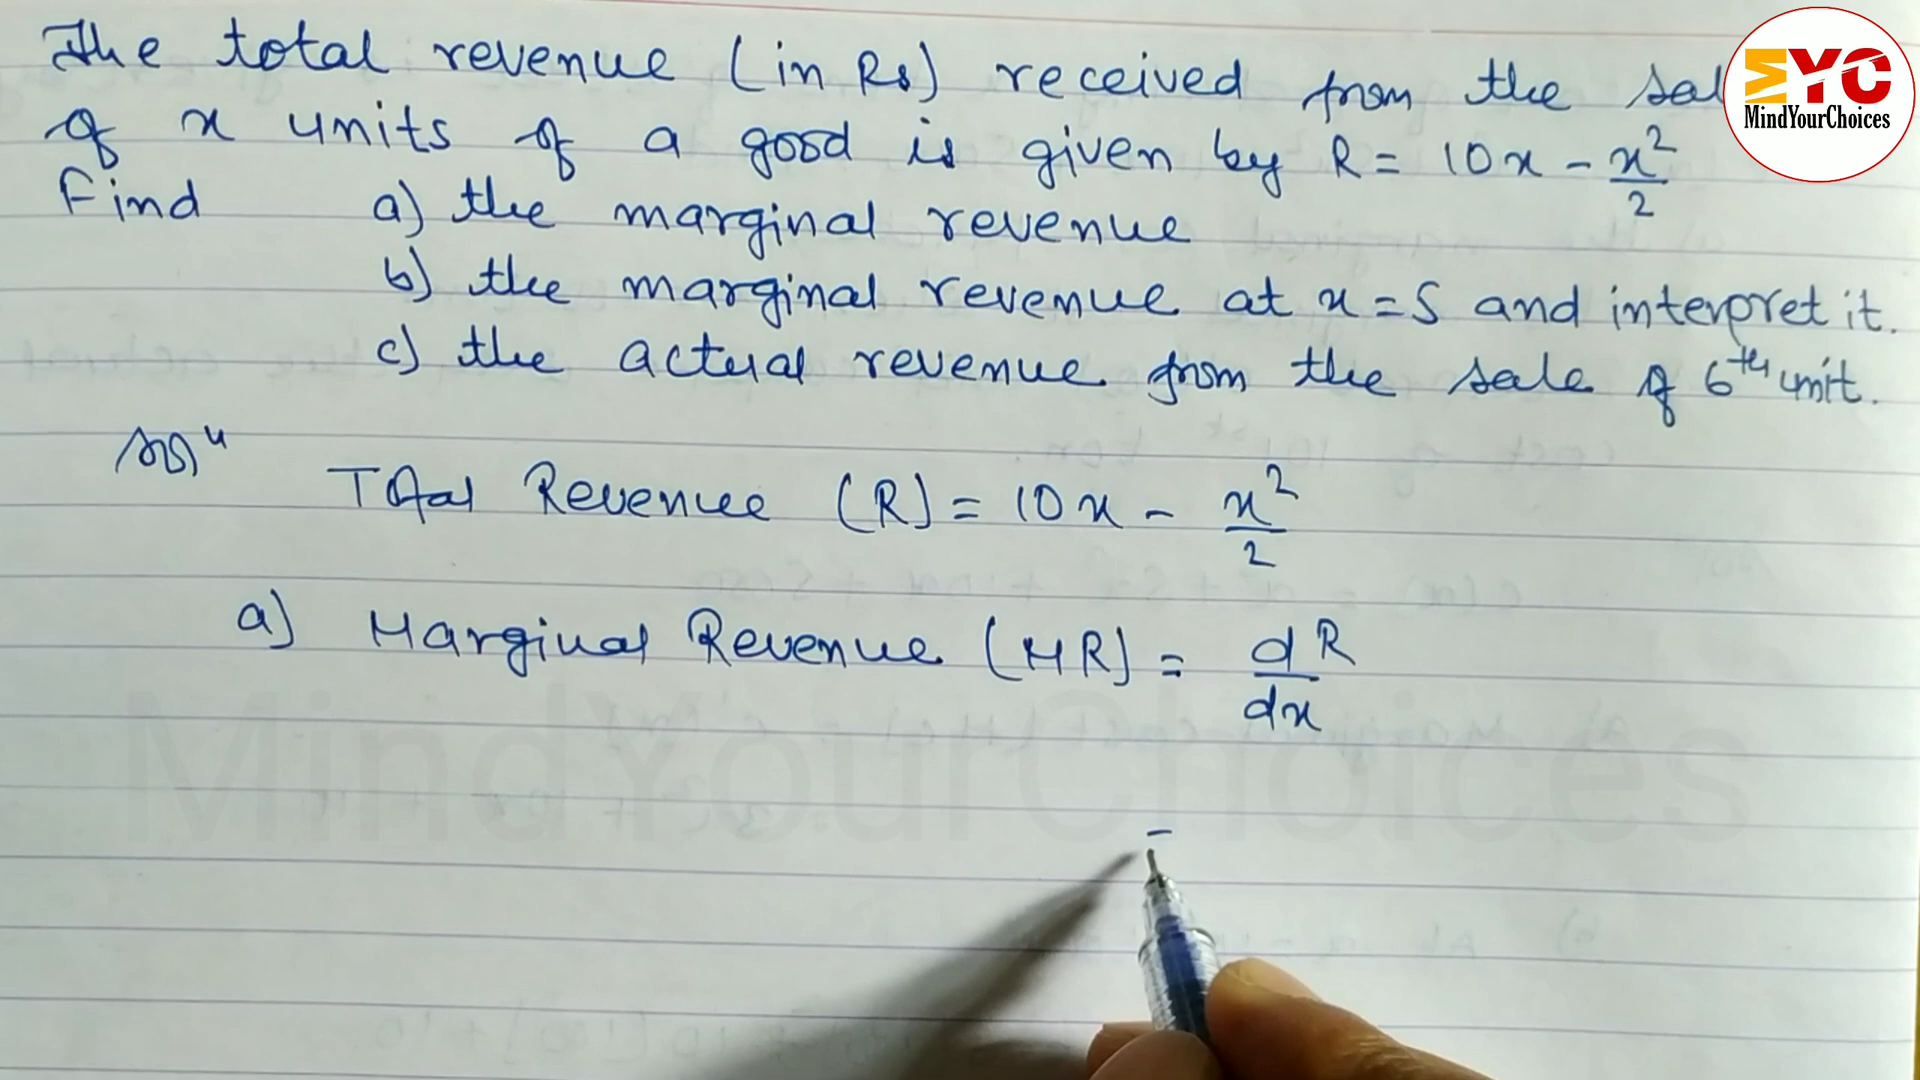 The total revenue (in Rs) received from the sal
of x units of a good is given by R = 10x - x²/2
Find a) the marginal revenue
b) the marginal revenue at x = 5 and interpret it.
c) the actual revenue from the sale of 6th unit.
Solⁿ
Total Revenue (R) = 10x - x²/2
a) Marginal Revenue (MR) = dR/dx
=
MYC
MindYourChoices
MindYourChoices